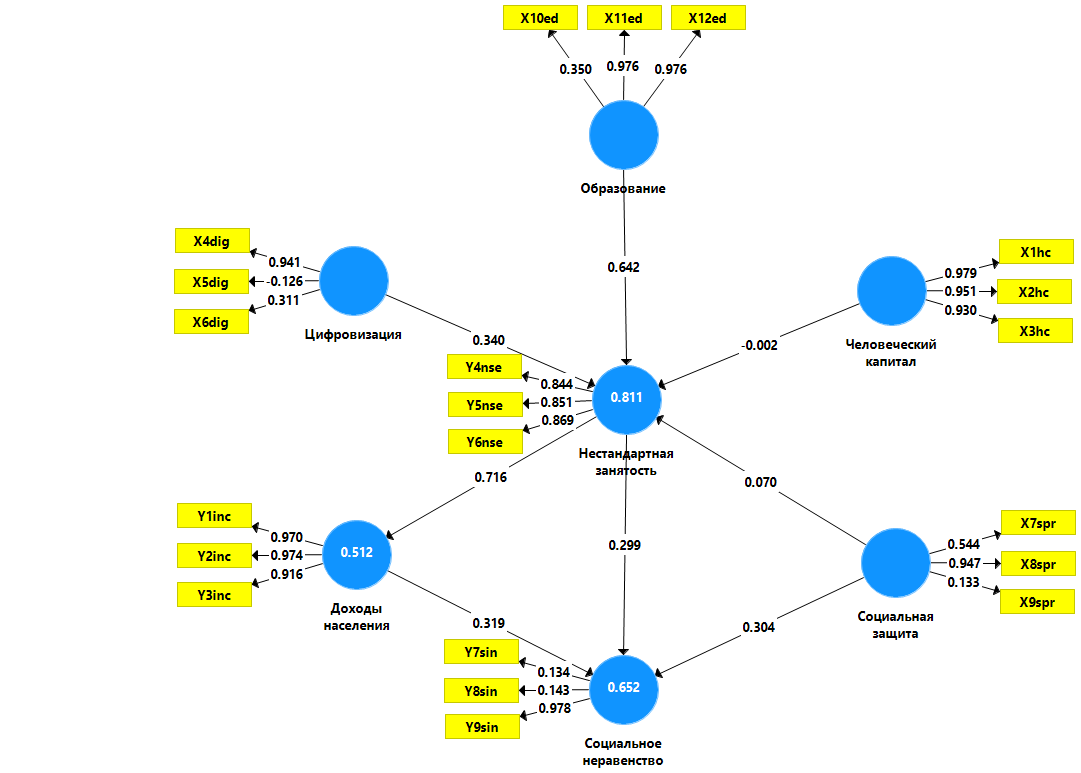 X10ed
X11ed
X12ed
0.350
0.976
0.976
Образование
0.642
X4dig
X5dig
X6dig
0.941
-0.126
0.311
Цифровизация
0.340
X1hc
X2hc
X3hc
0.979
0.951
0.930
Человеческий
капитал
-0.002
Y4nse
Y5nse
Y6nse
0.844
0.851
0.869
0.811
Нестандартная
занятость
0.716
0.299
0.070
Y1inc
Y2inc
Y3inc
0.970
0.974
0.916
0.512
Доходы
населения
0.319
X7spr
X8spr
X9spr
0.544
0.947
0.133
Социальная
защита
0.304
Y7sin
Y8sin
Y9sin
0.134
0.143
0.978
0.652
Социальное
неравенство